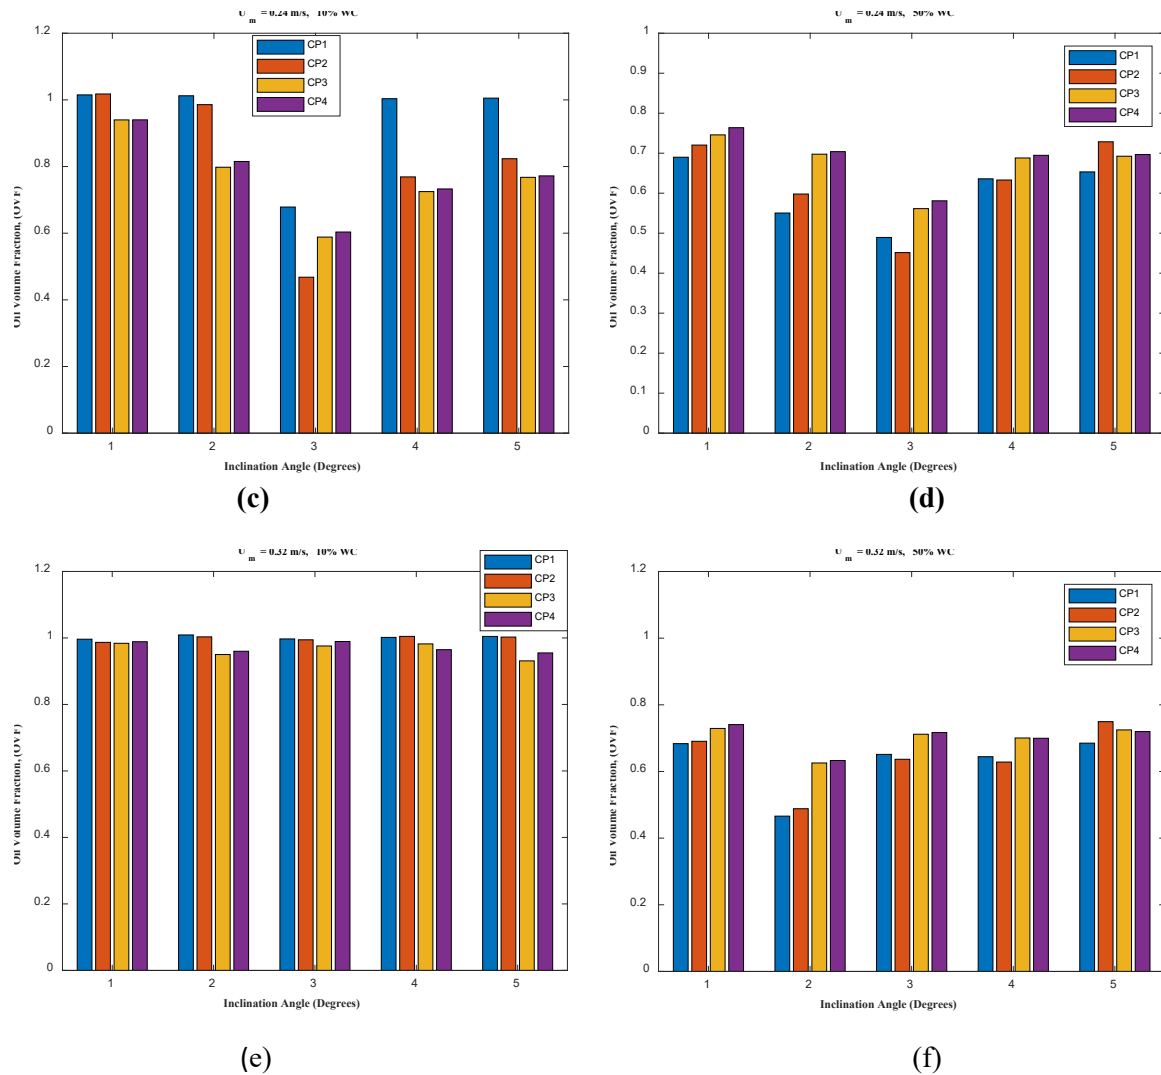 U_m = 0.24 m/s, 10% WC
1.2
1
0.8
0.6
0.4
0.2
0
Oil Volume Fraction, (OVF)
CP1
CP2
CP3
CP4
1 2 3 4 5
Inclination Angle (Degrees)
(c)
U_m = 0.24 m/s, 50% WC
1
0.9
0.8
0.7
0.6
0.5
0.4
0.3
0.2
0.1
0
Oil Volume Fraction, (OVF)
CP1
CP2
CP3
CP4
1 2 3 4 5
Inclination Angle (Degrees)
(d)
U_m = 0.32 m/s, 10% WC
1.2
1
0.8
0.6
0.4
0.2
0
Oil Volume Fraction, (OVF)
CP1
CP2
CP3
CP4
1 2 3 4 5
Inclination Angle (Degrees)
(e)
U_m = 0.32 m/s, 50% WC
1.2
1
0.8
0.6
0.4
0.2
0
Oil Volume Fraction, (OVF)
CP1
CP2
CP3
CP4
1 2 3 4 5
Inclination Angle (Degrees)
(f)